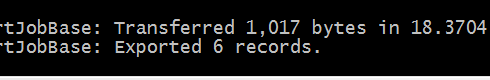 rtJobBase: Transferred 1,017 bytes in 18.3704
rtJobBase: Exported 6 records.